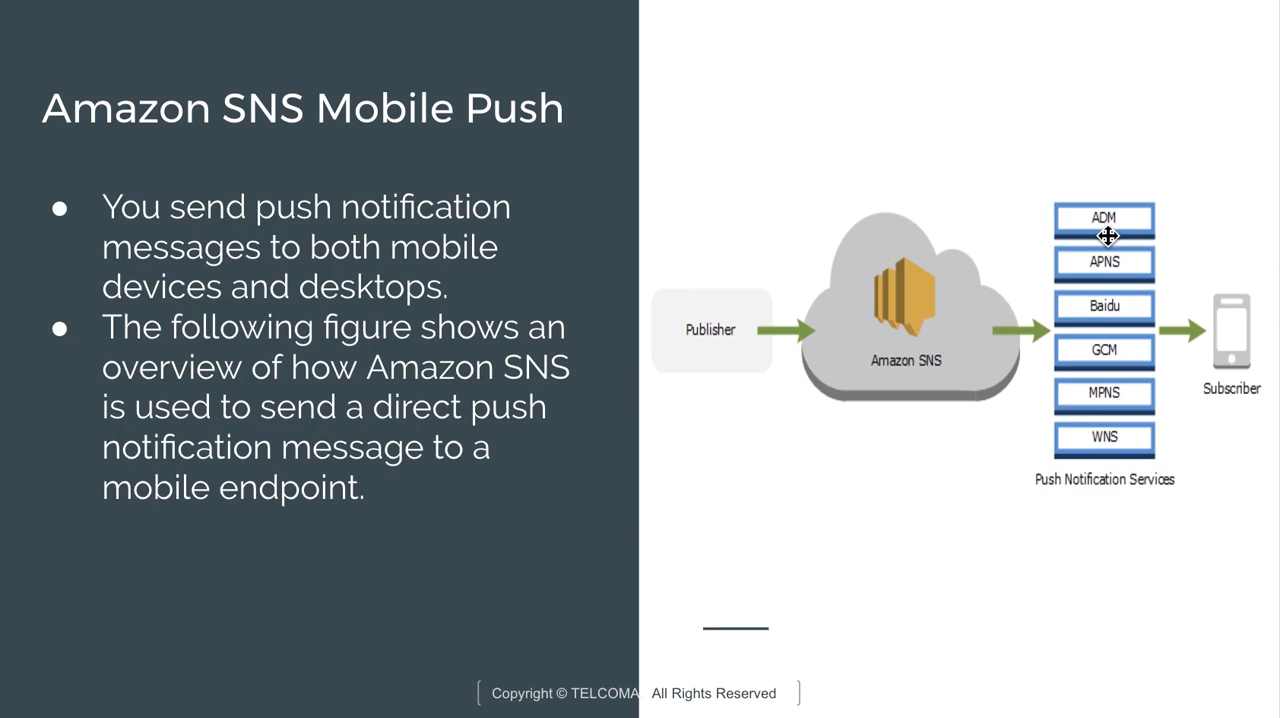 Amazon SNS Mobile Push
● You send push notification
messages to both mobile
devices and desktops.
● The following figure shows an
overview of how Amazon SNS
is used to send a direct push
notification message to a
mobile endpoint.
Publisher
Amazon SNS
ADM
APNS
Baidu
GCM
MPNS
WNS
Push Notification Services
Subscriber
Copyright © TELCOMA All Rights Reserved